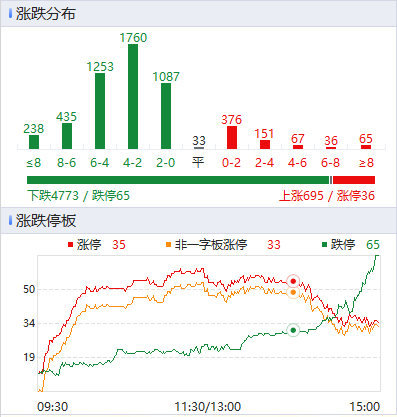 涨跌分布
238 435 1253 1760 1087 33 376 151 67 36 65
≤8 8-6 6-4 4-2 2-0 平 0-2 2-4 4-6 6-8 ≥8
下跌4773 / 跌停65 上涨695 / 涨停36
涨跌停板
涨停 35 非一字板涨停 33 跌停 65
50
34
19
09:30 11:30/13:00 15:00